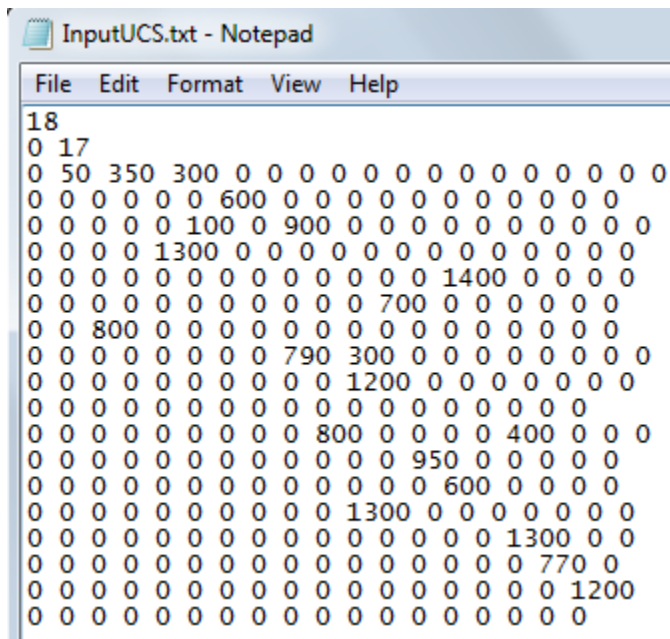 InputUCS.txt - Notepad
File Edit Format View Help
18
0 17
0 50 350 300 0 0 0 0 0 0 0 0 0 0 0 0 0 0
0 0 0 0 0 0 600 0 0 0 0 0 0 0 0 0 0 0
0 0 0 0 0 100 0 900 0 0 0 0 0 0 0 0 0 0
0 0 0 0 1300 0 0 0 0 0 0 0 0 0 0 0 0 0
0 0 0 0 0 0 0 0 0 0 0 0 0 1400 0 0 0 0
0 0 0 0 0 0 0 0 0 0 0 700 0 0 0 0 0 0
0 0 800 0 0 0 0 0 0 0 0 0 0 0 0 0 0 0
0 0 0 0 0 0 0 0 790 300 0 0 0 0 0 0 0 0
0 0 0 0 0 0 0 0 0 0 1200 0 0 0 0 0 0 0
0 0 0 0 0 0 0 0 0 0 0 0 0 0 0 0 0 0
0 0 0 0 0 0 0 0 0 800 0 0 0 0 400 0 0 0
0 0 0 0 0 0 0 0 0 0 0 0 950 0 0 0 0 0
0 0 0 0 0 0 0 0 0 0 0 0 0 600 0 0 0 0
0 0 0 0 0 0 0 0 0 0 1300 0 0 0 0 0 0 0
0 0 0 0 0 0 0 0 0 0 0 0 0 0 0 1300 0 0
0 0 0 0 0 0 0 0 0 0 0 0 0 0 0 0 770 0
0 0 0 0 0 0 0 0 0 0 0 0 0 0 0 0 0 1200
0 0 0 0 0 0 0 0 0 0 0 0 0 0 0 0 0 0